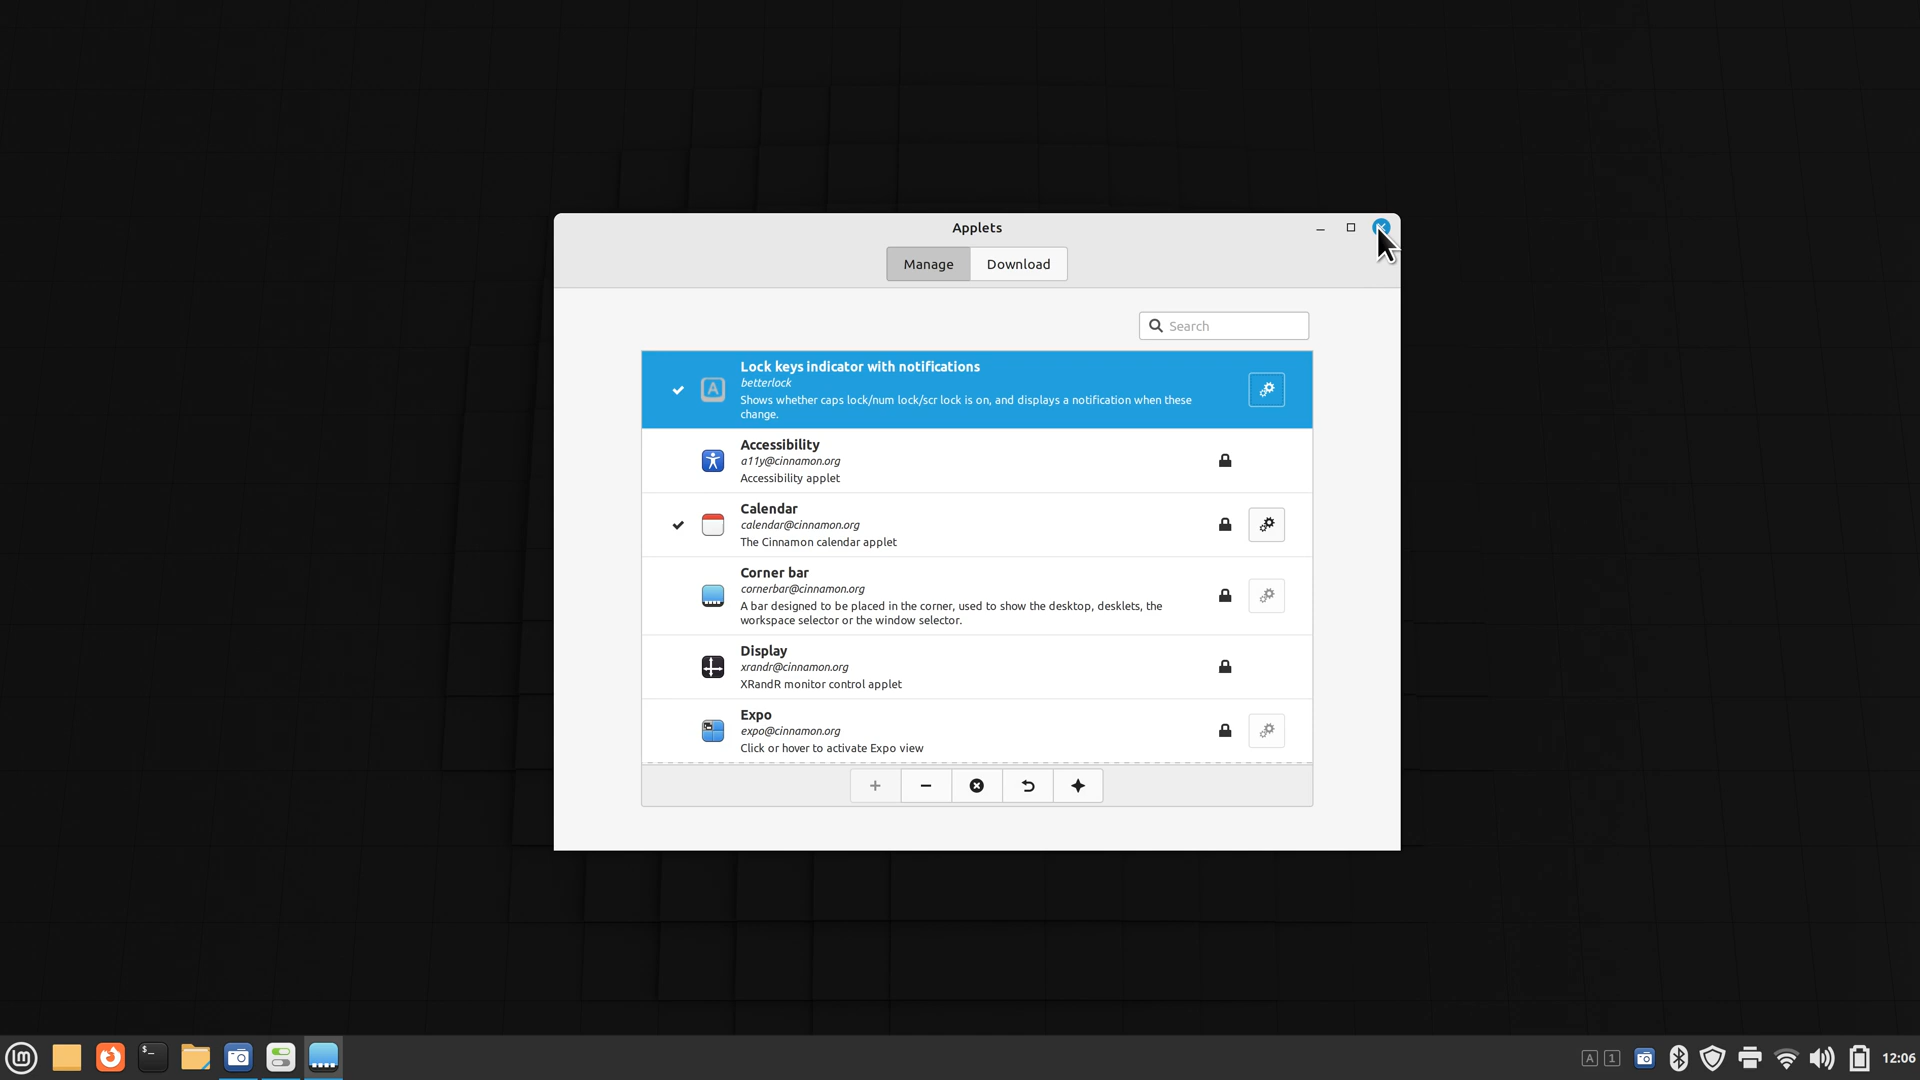 Applets
Manage
Download
Search
Lock keys indicator with notifications
betterlock
Shows whether caps lock/num lock/scr lock is on, and displays a notification when these
change.
Accessibility
a11y@cinnamon.org
Accessibility applet
Calendar
calendar@cinnamon.org
The Cinnamon calendar applet
Corner bar
cornerbar@cinnamon.org
A bar designed to be placed in the corner, used to show the desktop, desklets, the
workspace selector or the window selector.
Display
xrandr@cinnamon.org
XRandR monitor control applet
Expo
expo@cinnamon.org
Click or hover to activate Expo view
A 1
12:06